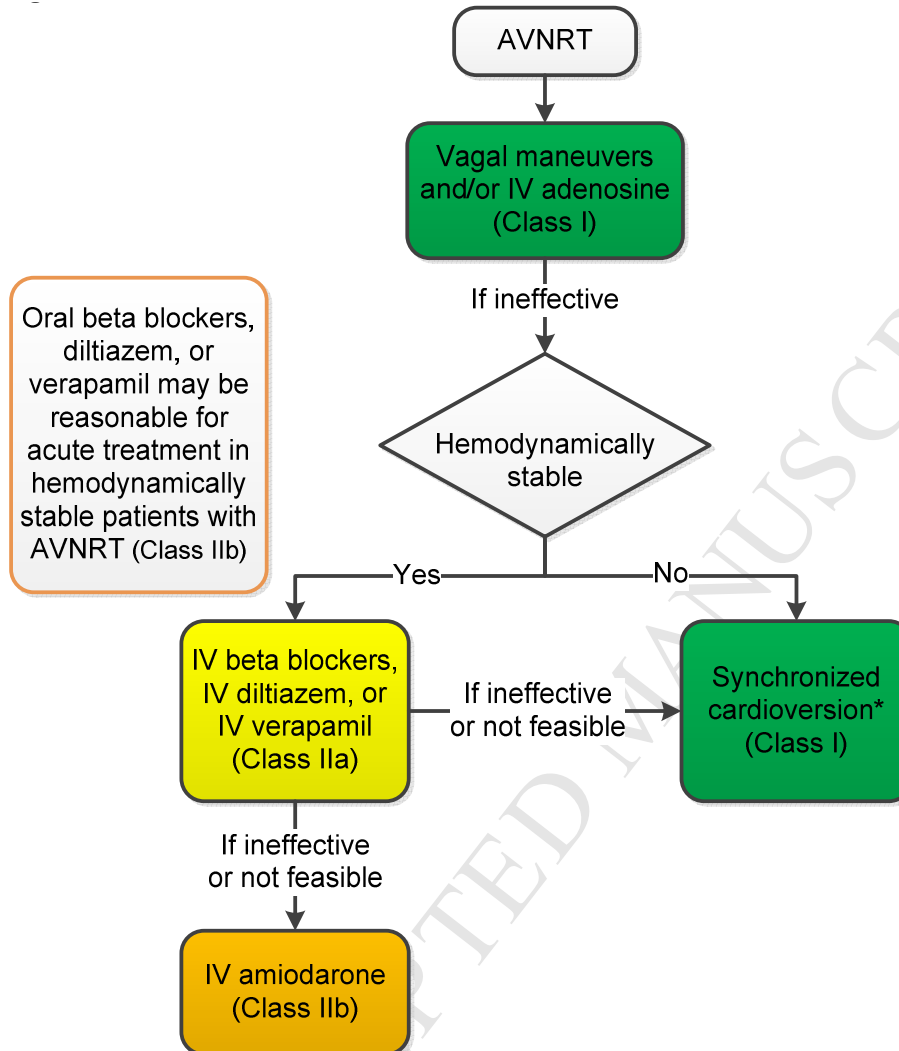 AVNRT
Vagal maneuvers
and/or IV adenosine
(Class I)
If ineffective
Oral beta blockers,
diltiazem, or
verapamil may be
reasonable for
acute treatment in
hemodynamically
stable patients with
AVNRT (Class IIb)
Hemodynamically
stable
Yes
No
IV beta blockers,
IV diltiazem, or
IV verapamil
(Class IIa)
If ineffective
or not feasible
Synchronized
cardioversion*
(Class I)
If ineffective
or not feasible
IV amiodarone
(Class IIb)
PTED MANUSC